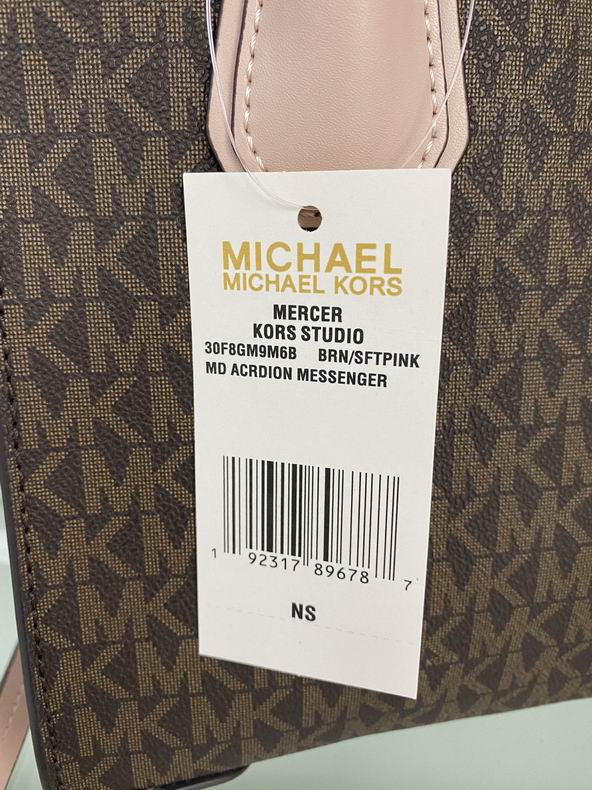 MICHAEL
MICHAEL KORS
MERCER
KORS STUDIO
30F8GM9M6B BRN/SFTPINK
MD ACRDION MESSENGER
1 92317 89678 7
NS